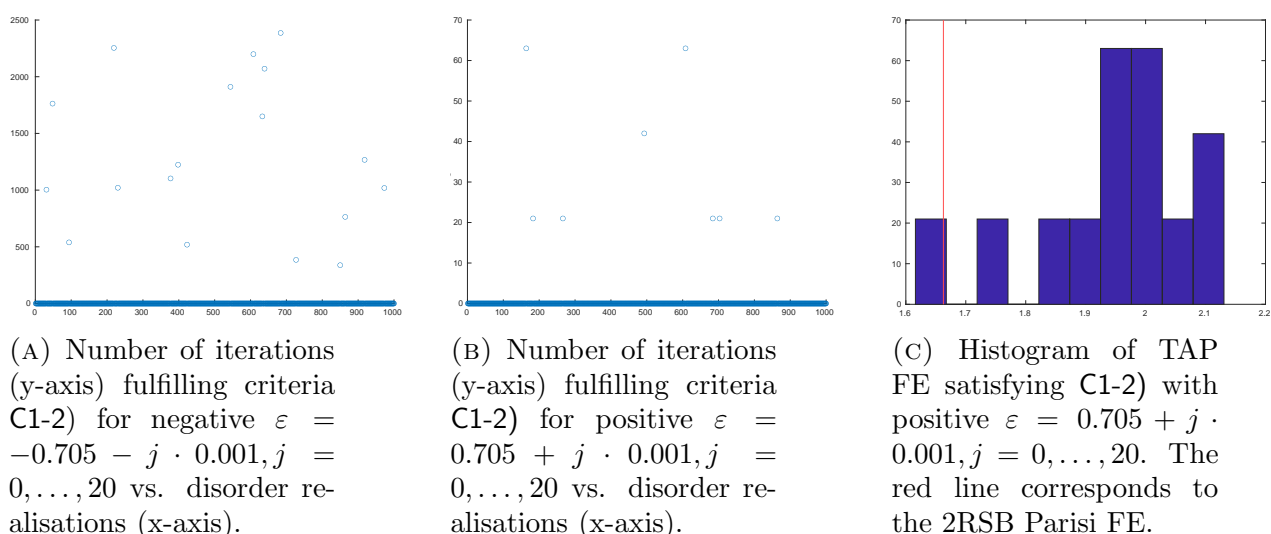 2500
2000
1500
1000
500
0
0 100 200 300 400 500 600 700 800 900 1000
70
60
50
40
30
20
10
0
0 100 200 300 400 500 600 700 800 900 1000
70
60
50
40
30
20
10
0
1.6 1.7 1.8 1.9 2 2.1 2.2
(A) Number of iterations
(y-axis) fulfilling criteria
C1-2) for negative ε =
−0.705 − j · 0.001, j =
0, . . . , 20 vs. disorder re-
alisations (x-axis).
(B) Number of iterations
(y-axis) fulfilling criteria
C1-2) for positive ε =
0.705 + j · 0.001, j =
0, . . . , 20 vs. disorder re-
alisations (x-axis).
(C) Histogram of TAP
FE satisfying C1-2) with
positive ε = 0.705 + j ·
0.001, j = 0, . . . , 20. The
red line corresponds to
the 2RSB Parisi FE.